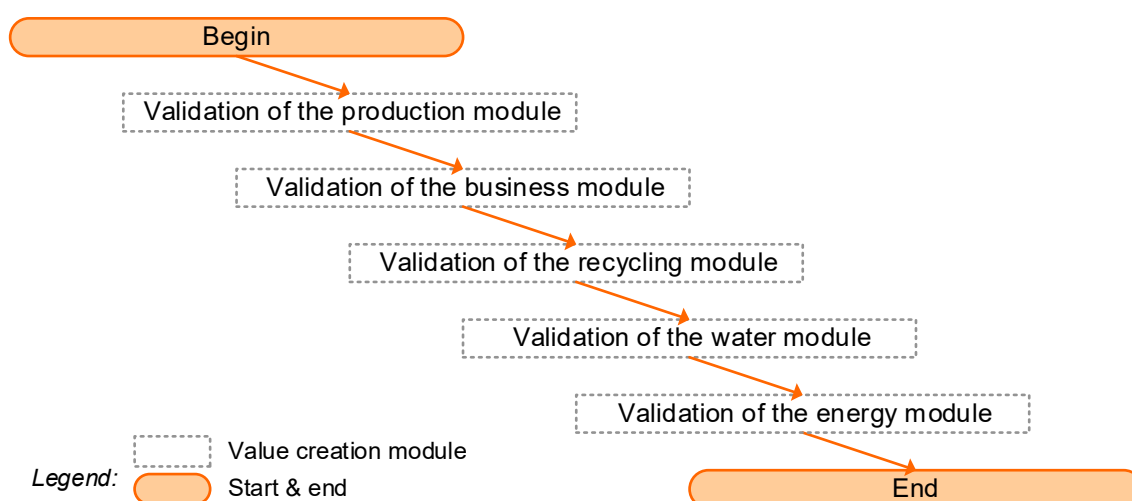 Begin
Validation of the production module
Validation of the business module
Validation of the recycling module
Validation of the water module
Validation of the energy module
End
Legend:
Value creation module
Start & end